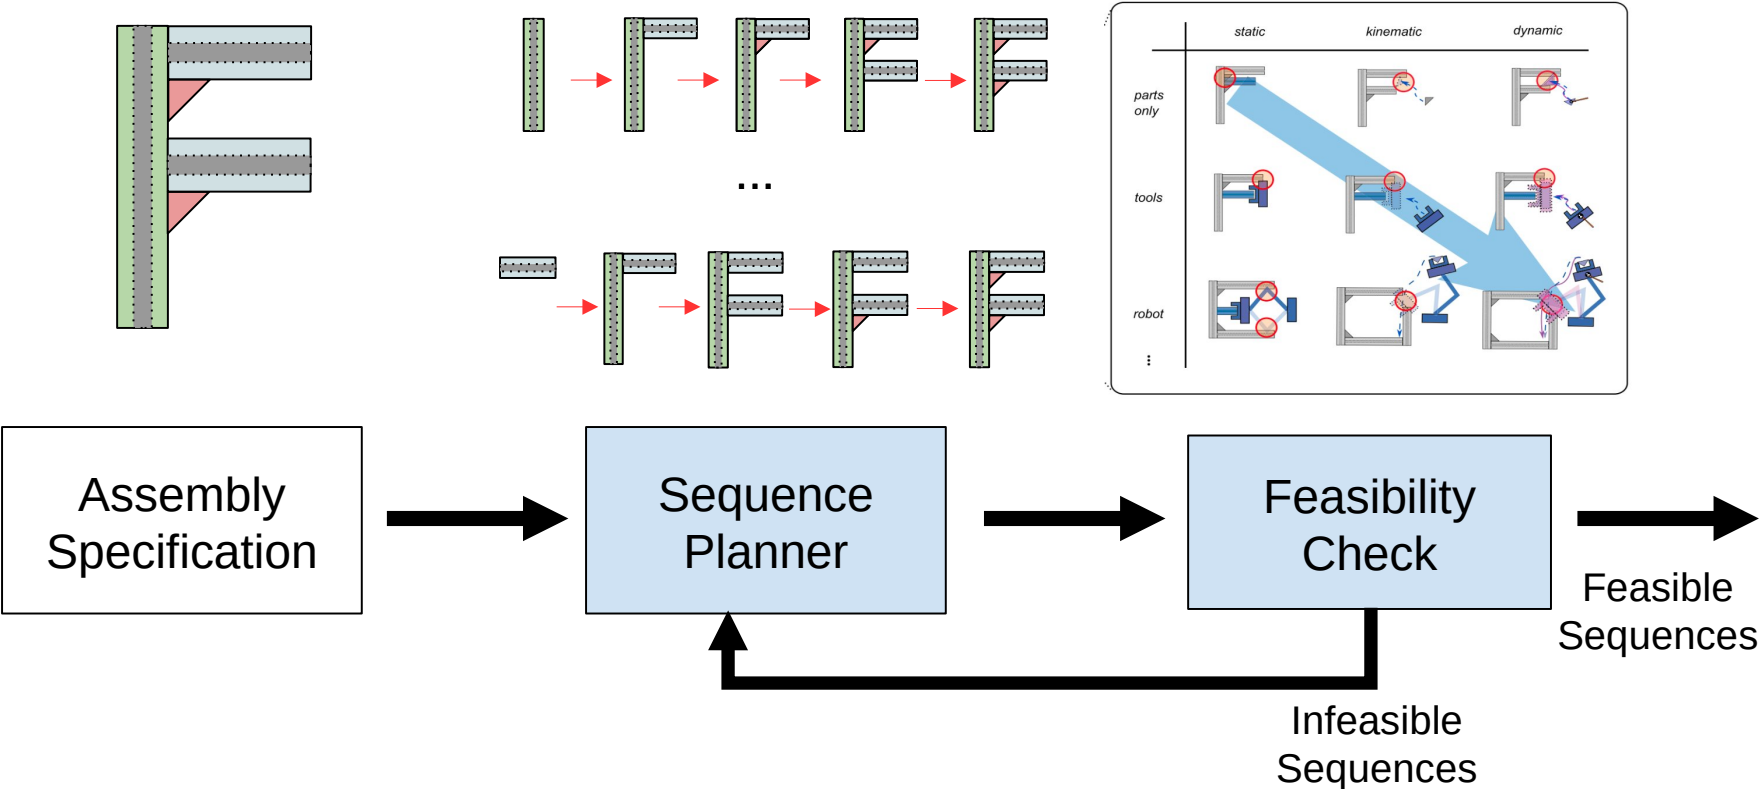 static kinematic dynamic
parts
only
tools
robot
...
...
Assembly
Specification
Sequence
Planner
Feasibility
Check
Feasible
Sequences
Infeasible
Sequences